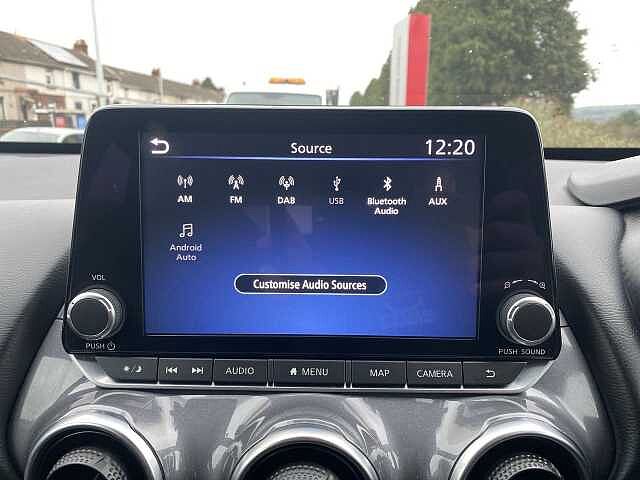 Source 12:20
AM FM DAB USB Bluetooth Audio AUX
Android Auto
Customise Audio Sources
VOL
PUSH
PUSH SOUND
AUDIO MENU MAP CAMERA